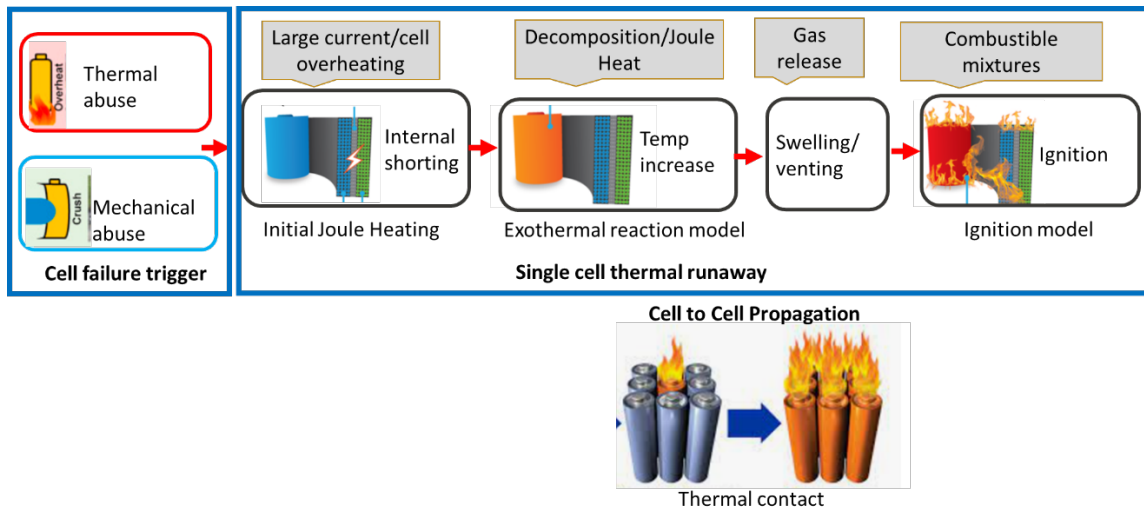 Overheat
Thermal
abuse
Crush
Mechanical
abuse
Cell failure trigger
Large current/cell
overheating
Decomposition/Joule
Heat
Gas
release
Combustible
mixtures
Internal
shorting
Temp
increase
Swelling/
venting
Ignition
Initial Joule Heating
Exothermal reaction model
Ignition model
Single cell thermal runaway
Cell to Cell Propagation
Thermal contact